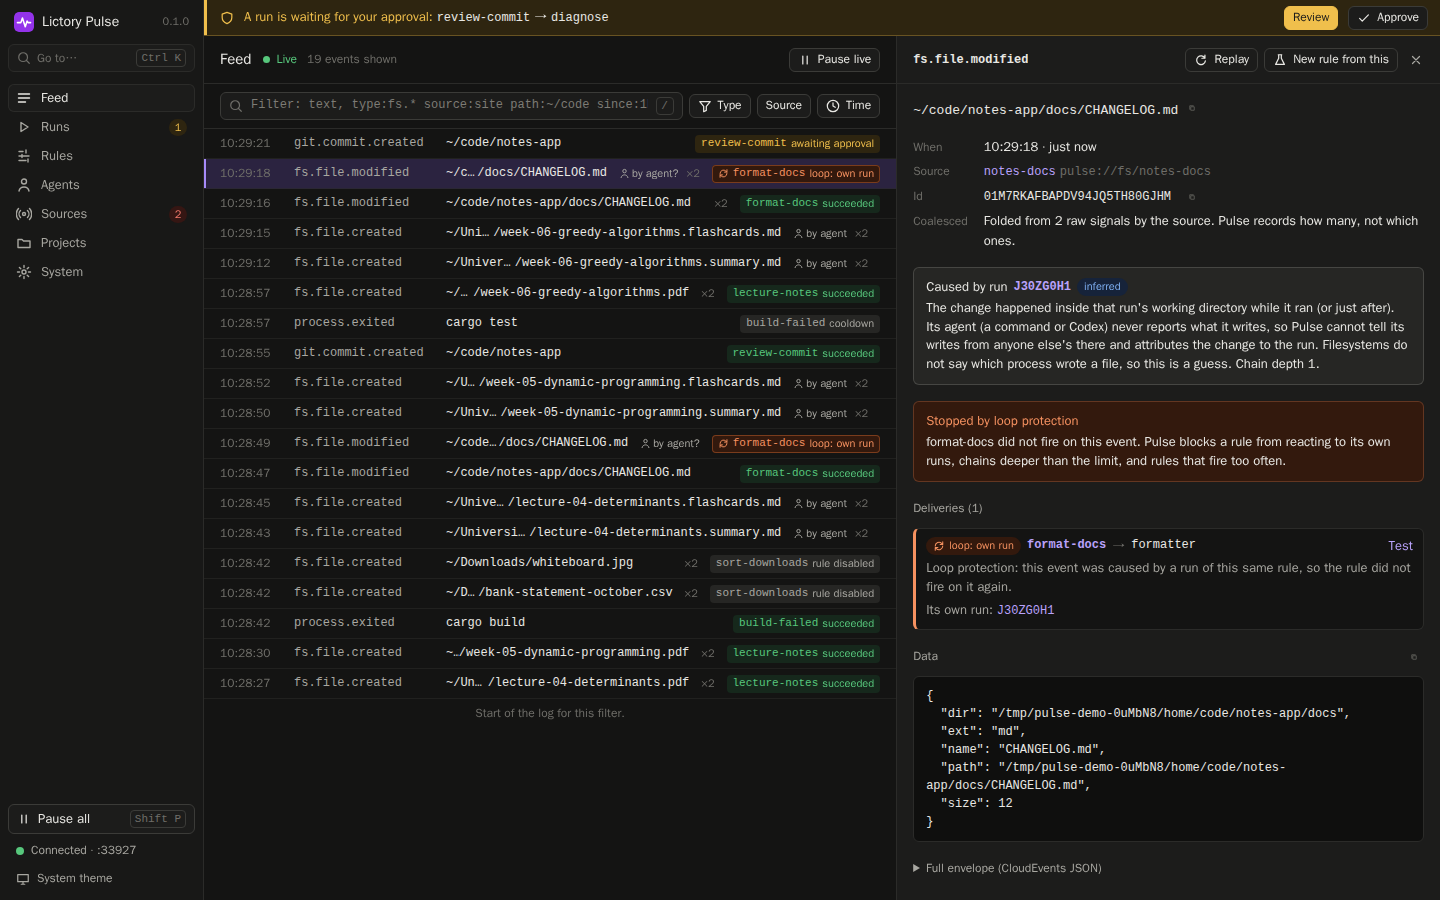 Lictory Pulse 0.1.0
Go to… Ctrl K
Feed
Runs 1
Rules
Agents
Sources 2
Projects
System
Pause all Shift P
Connected · :33927
System theme
A run is waiting for your approval: review-commit → diagnose Review Approve
Feed Live 19 events shown Pause live
Filter: text, type:fs.* source:site path:~/code since:1 / Type Source Time
10:29:21 git.commit.created ~/code/notes-app review-commit awaiting approval
10:29:18 fs.file.modified ~/c… /docs/CHANGELOG.md by agent? ×2 format-docs loop: own run
10:29:16 fs.file.modified ~/code/notes-app/docs/CHANGELOG.md ×2 format-docs succeeded
10:29:15 fs.file.created ~/Uni… /week-06-greedy-algorithms.flashcards.md by agent ×2
10:29:12 fs.file.created ~/Univer… /week-06-greedy-algorithms.summary.md by agent ×2
10:28:57 fs.file.created ~/… /week-06-greedy-algorithms.pdf ×2 lecture-notes succeeded
10:28:57 process.exited cargo test build-failed cooldown
10:28:55 git.commit.created ~/code/notes-app review-commit succeeded
10:28:52 fs.file.created ~/U… /week-05-dynamic-programming.flashcards.md by agent ×2
10:28:50 fs.file.created ~/Univ… /week-05-dynamic-programming.summary.md by agent ×2
10:28:49 fs.file.modified ~/code… /docs/CHANGELOG.md by agent? format-docs loop: own run
10:28:47 fs.file.modified ~/code/notes-app/docs/CHANGELOG.md format-docs succeeded
10:28:45 fs.file.created ~/Unive… /lecture-04-determinants.flashcards.md by agent ×2
10:28:43 fs.file.created ~/Universi… /lecture-04-determinants.summary.md by agent ×2
10:28:42 fs.file.created ~/Downloads/whiteboard.jpg ×2 sort-downloads rule disabled
10:28:42 fs.file.created ~/D… /bank-statement-october.csv ×2 sort-downloads rule disabled
10:28:42 process.exited cargo build build-failed succeeded
10:28:30 fs.file.created ~…/week-05-dynamic-programming.pdf ×2 lecture-notes succeeded
10:28:27 fs.file.created ~/Un… /lecture-04-determinants.pdf ×2 lecture-notes succeeded
Start of the log for this filter.
fs.file.modified Replay New rule from this
~/code/notes-app/docs/CHANGELOG.md
When 10:29:18 · just now
Source notes-docs pulse://fs/notes-docs
Id 01M7RKAFBAPDV94JQ5TH80GJHM
Coalesced Folded from 2 raw signals by the source. Pulse records how many, not which
ones.
Caused by run J30ZG0H1 inferred
The change happened inside that run's working directory while it ran (or just after).
Its agent (a command or Codex) never reports what it writes, so Pulse cannot tell its
writes from anyone else's there and attributes the change to the run. Filesystems do
not say which process wrote a file, so this is a guess. Chain depth 1.
Stopped by loop protection
format-docs did not fire on this event. Pulse blocks a rule from reacting to its own
runs, chains deeper than the limit, and rules that fire too often.
Deliveries (1)
loop: own run format-docs → formatter Test
Loop protection: this event was caused by a run of this same rule, so the rule did not
fire on it again.
Its own run: J30ZG0H1
Data
{
"dir": "/tmp/pulse-demo-0uMbN8/home/code/notes-app/docs",
"ext": "md",
"name": "CHANGELOG.md",
"path": "/tmp/pulse-demo-0uMbN8/home/code/notes-
app/docs/CHANGELOG.md",
"size": 12
}
Full envelope (CloudEvents JSON)